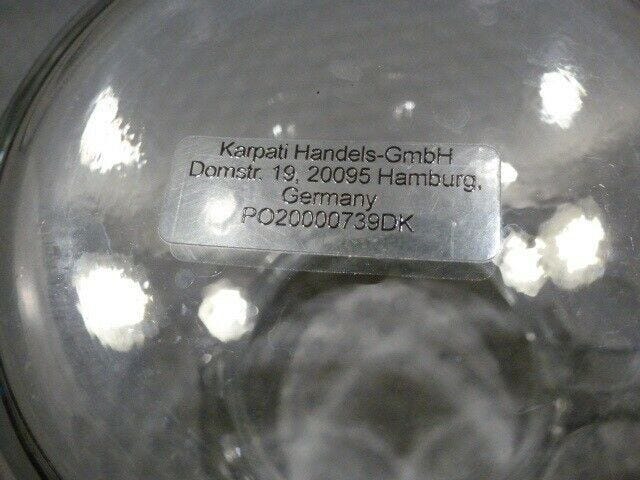 Karpati Handels-GmbH
Domstr. 19, 20095 Hamburg,
Germany
PO20000739DK